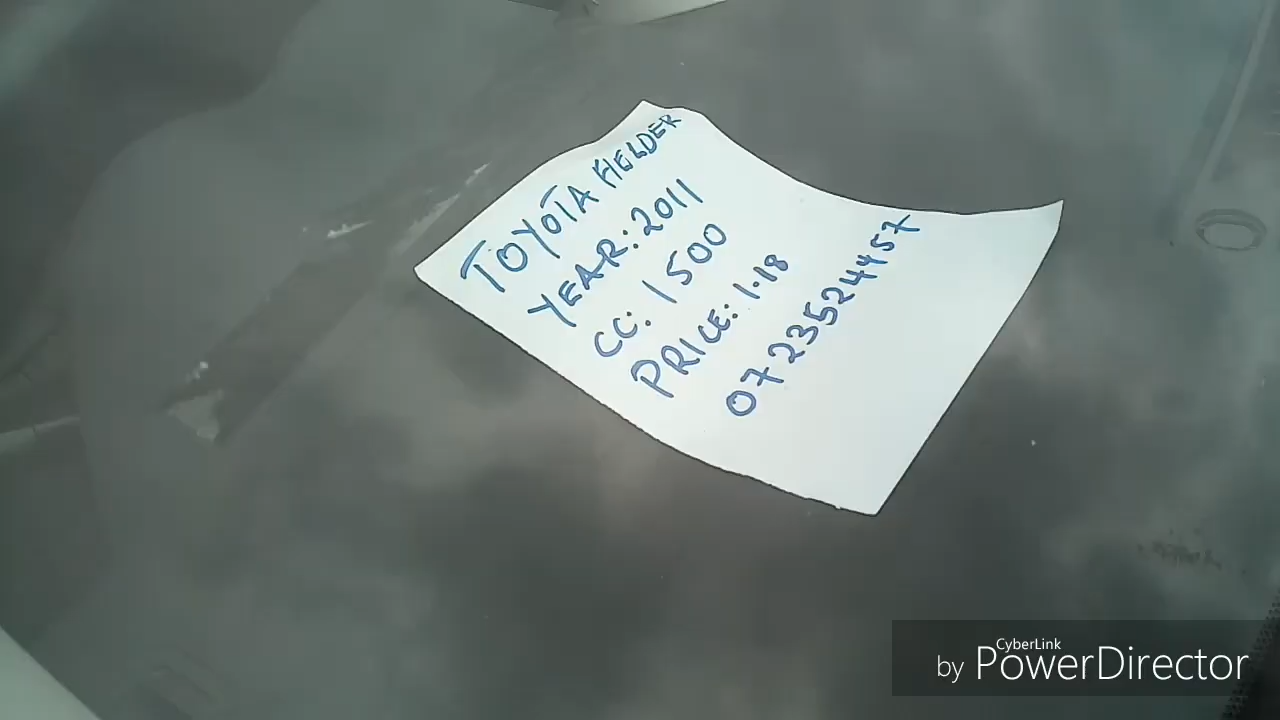 TOYOTA HELDER
YEAR: 2011
CC: 1500
PRICE: 1.18
0723524457
CyberLink
by PowerDirector